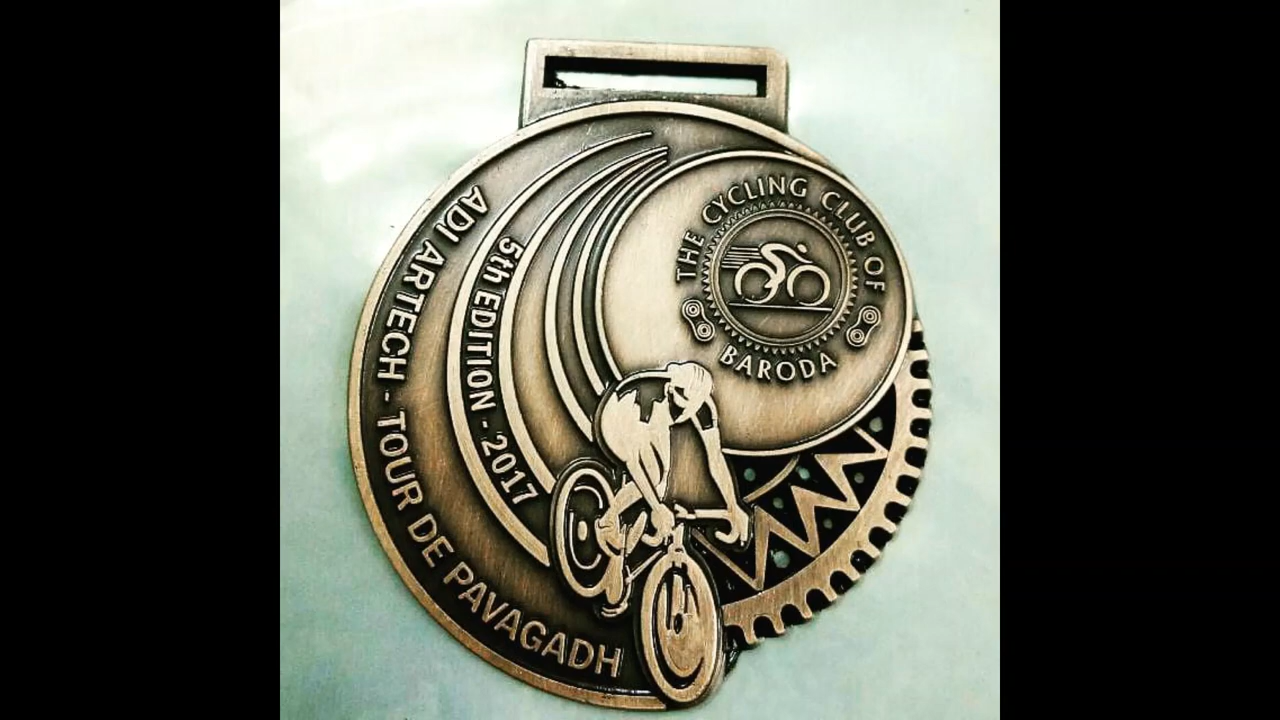 THE CYCLING CLUB OF
BARODA
5th EDITION - 2017
ADI ARTECH - TOUR DE PAVAGADH